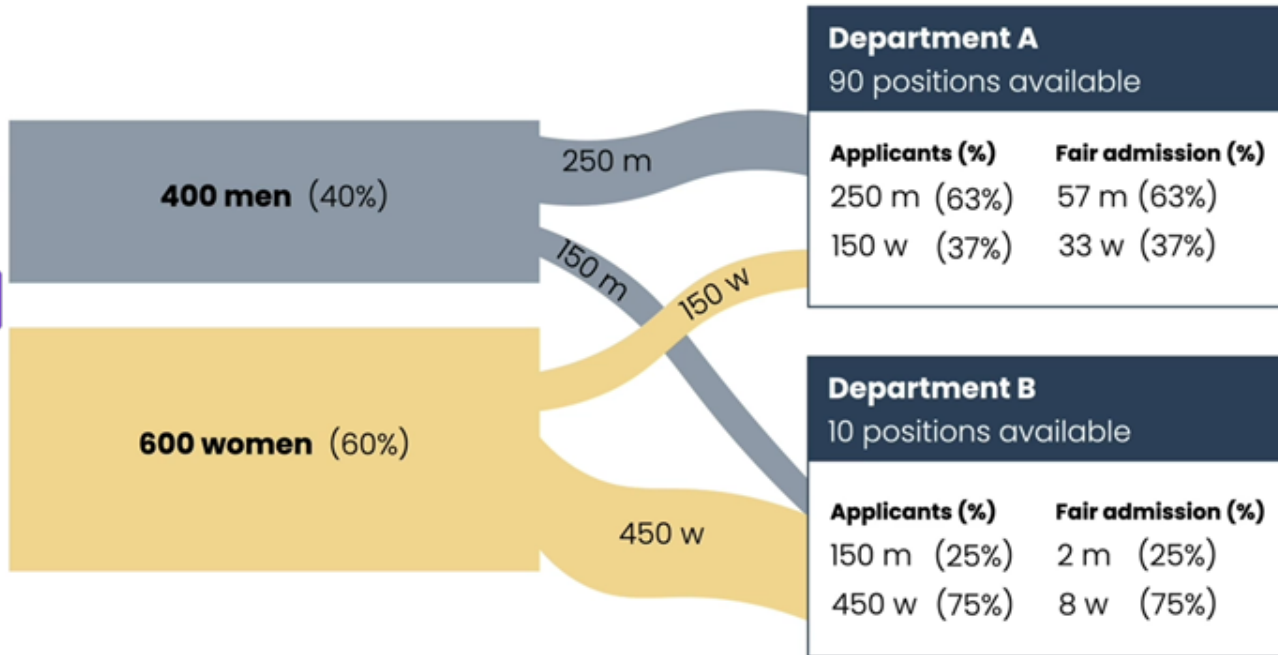 400 men (40%)
600 women (60%)
250 m
150 m
150 w
450 w
Department A
90 positions available
Applicants (%) Fair admission (%)
250 m (63%) 57 m (63%)
150 w (37%) 33 w (37%)
Department B
10 positions available
Applicants (%) Fair admission (%)
150 m (25%) 2 m (25%)
450 w (75%) 8 w (75%)